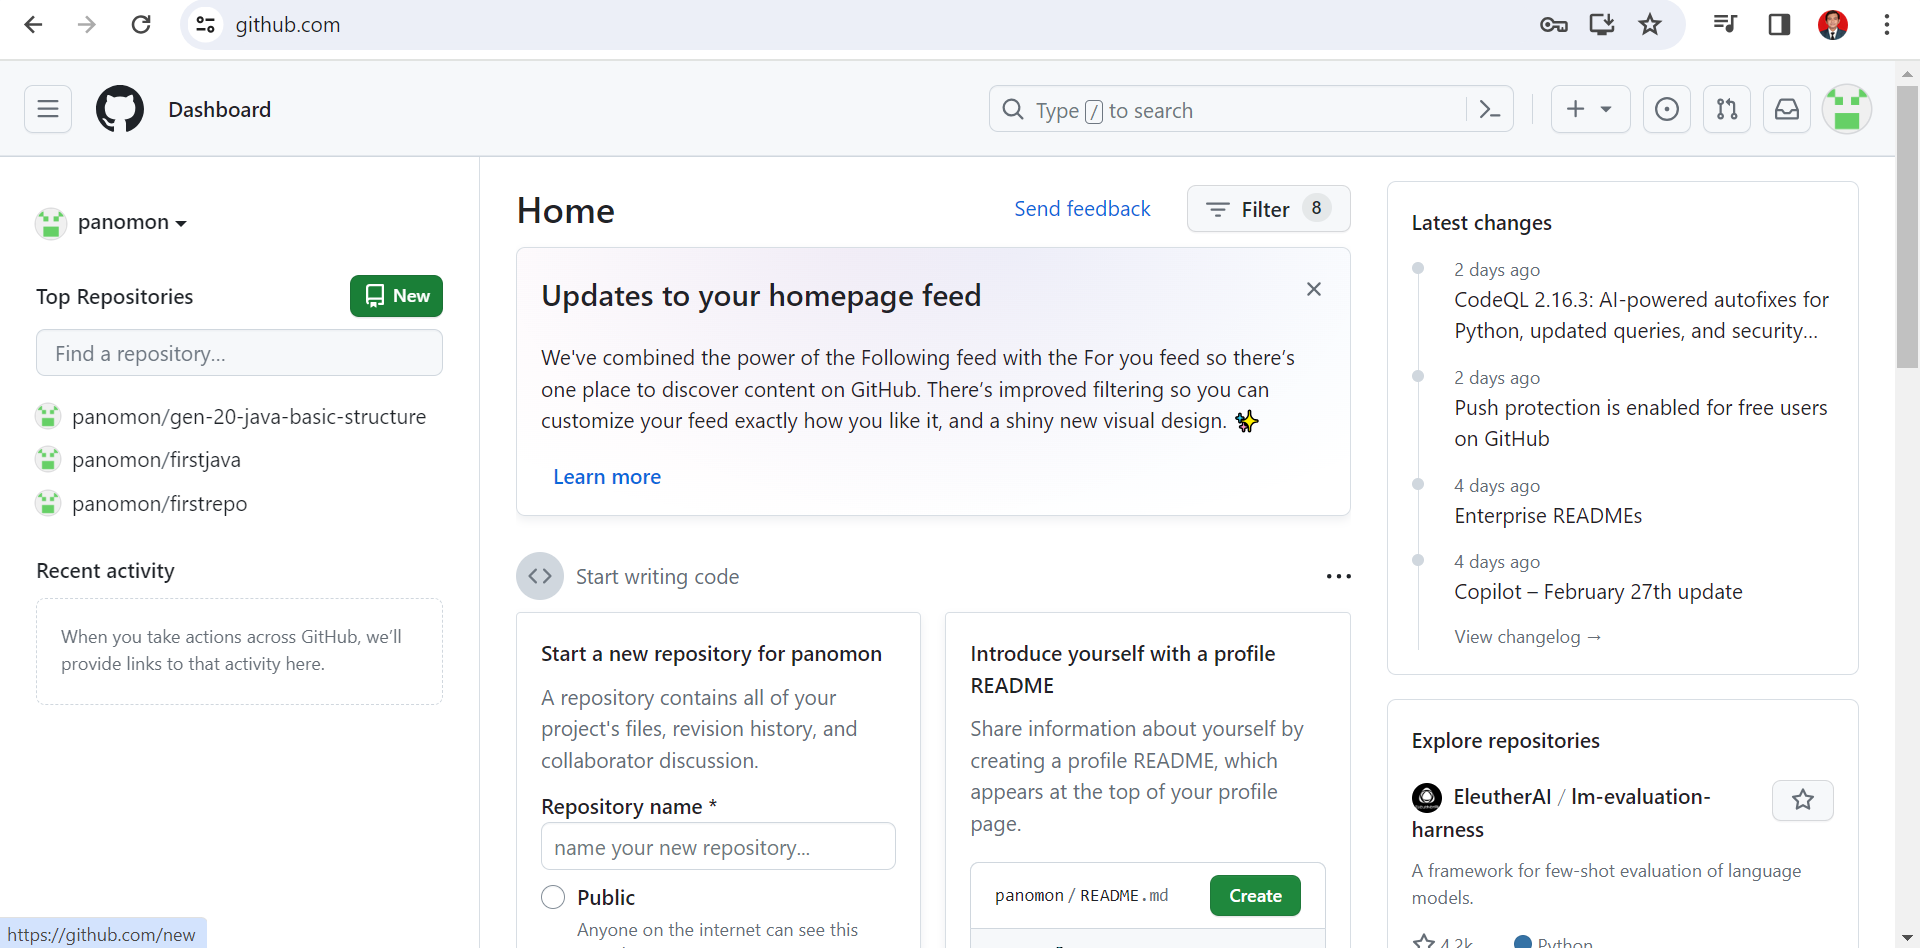 github.com
Dashboard
Type / to search
panomon
Top Repositories
New
Find a repository...
panomon/gen-20-java-basic-structure
panomon/firstjava
panomon/firstrepo
Recent activity
When you take actions across GitHub, we’ll
provide links to that activity here.
Home
Send feedback
Filter 8
Updates to your homepage feed
We've combined the power of the Following feed with the For you feed so there’s
one place to discover content on GitHub. There’s improved filtering so you can
customize your feed exactly how you like it, and a shiny new visual design. ✨
Learn more
Start writing code
Start a new repository for panomon
A repository contains all of your
project's files, revision history, and
collaborator discussion.
Repository name *
name your new repository...
Public
Anyone on the internet can see this
Introduce yourself with a profile
README
Share information about yourself by
creating a profile README, which
appears at the top of your profile
page.
panomon / README.md
Create
Latest changes
2 days ago
CodeQL 2.16.3: AI-powered autofixes for
Python, updated queries, and security...
2 days ago
Push protection is enabled for free users
on GitHub
4 days ago
Enterprise READMEs
4 days ago
Copilot – February 27th update
View changelog →
Explore repositories
EleutherAI / lm-evaluation-
harness
A framework for few-shot evaluation of language
models.
4.2k Python
https://github.com/new